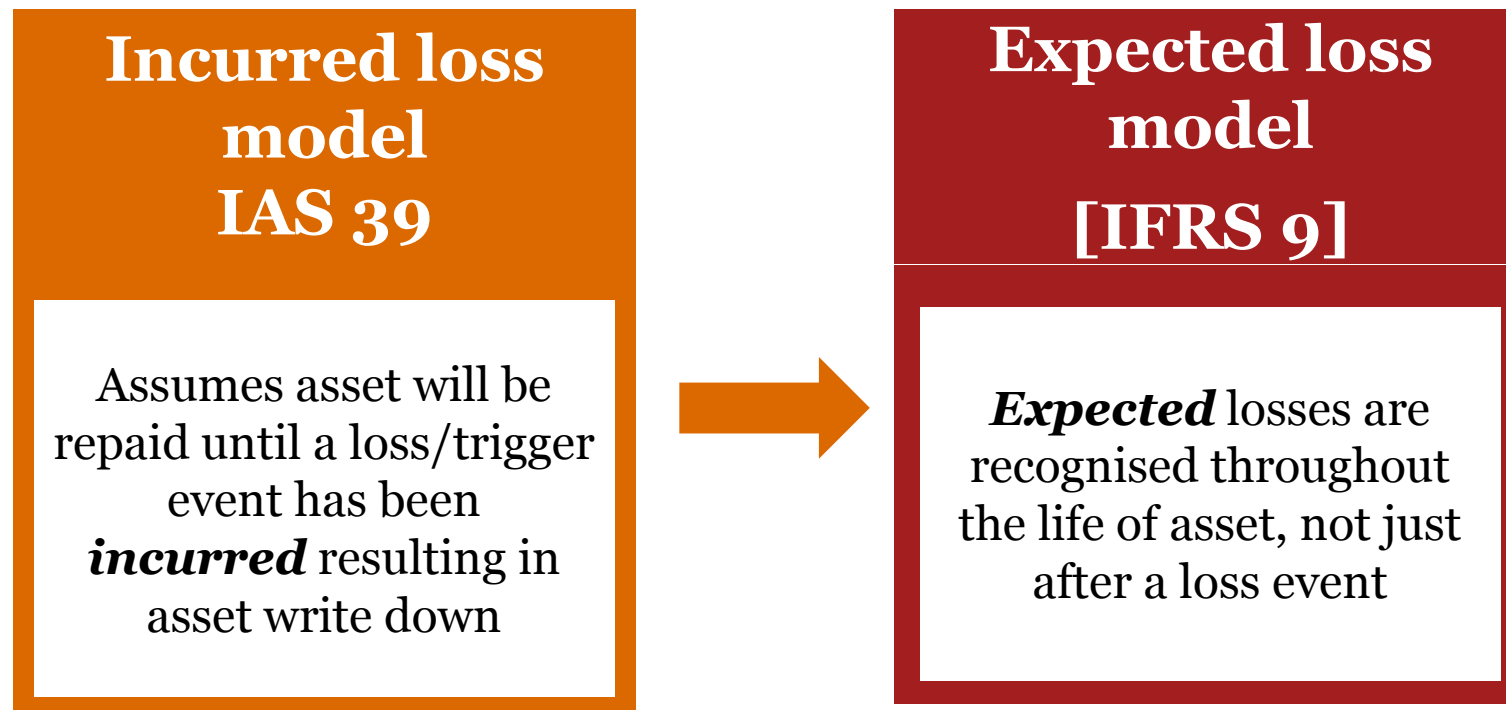 Incurred loss
model
IAS 39
Assumes asset will be
repaid until a loss/trigger
event has been
incurred resulting in
asset write down
Expected loss
model
[IFRS 9]
Expected losses are
recognised throughout
the life of asset, not just
after a loss event